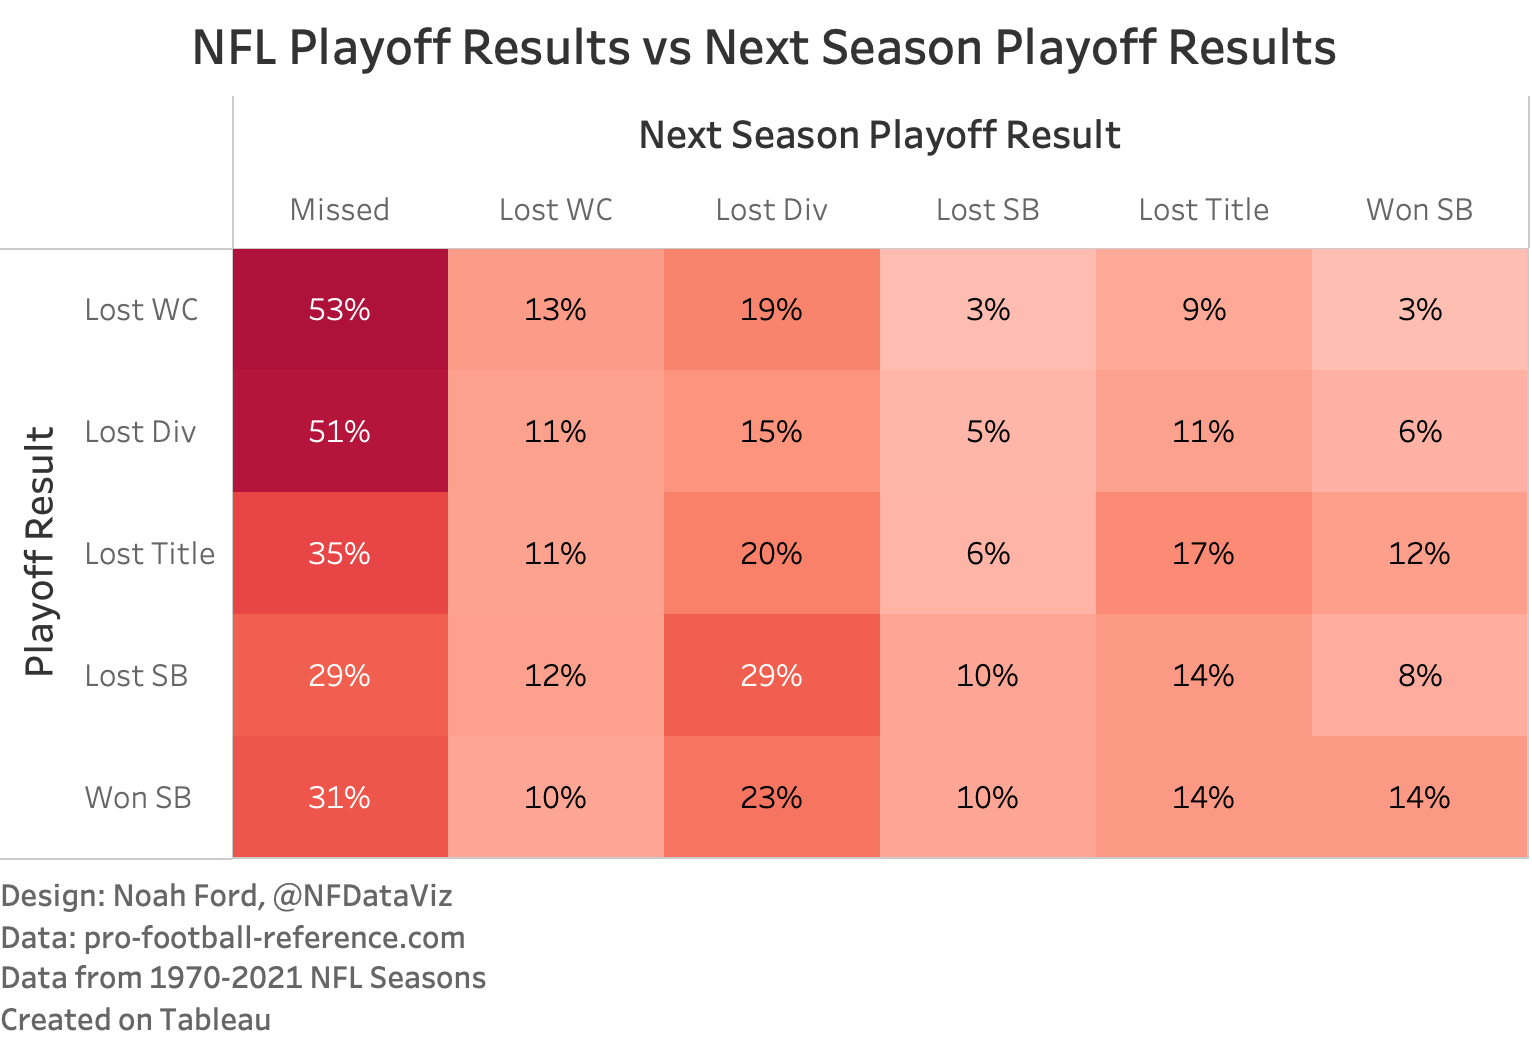 NFL Playoff Results vs Next Season Playoff Results
Next Season Playoff Result
Missed Lost WC Lost Div Lost SB Lost Title Won SB
Playoff Result
Lost WC 53% 13% 19% 3% 9% 3%
Lost Div 51% 11% 15% 5% 11% 6%
Lost Title 35% 11% 20% 6% 17% 12%
Lost SB 29% 12% 29% 10% 14% 8%
Won SB 31% 10% 23% 10% 14% 14%
Design: Noah Ford, @NFDataViz
Data: pro-football-reference.com
Data from 1970-2021 NFL Seasons
Created on Tableau